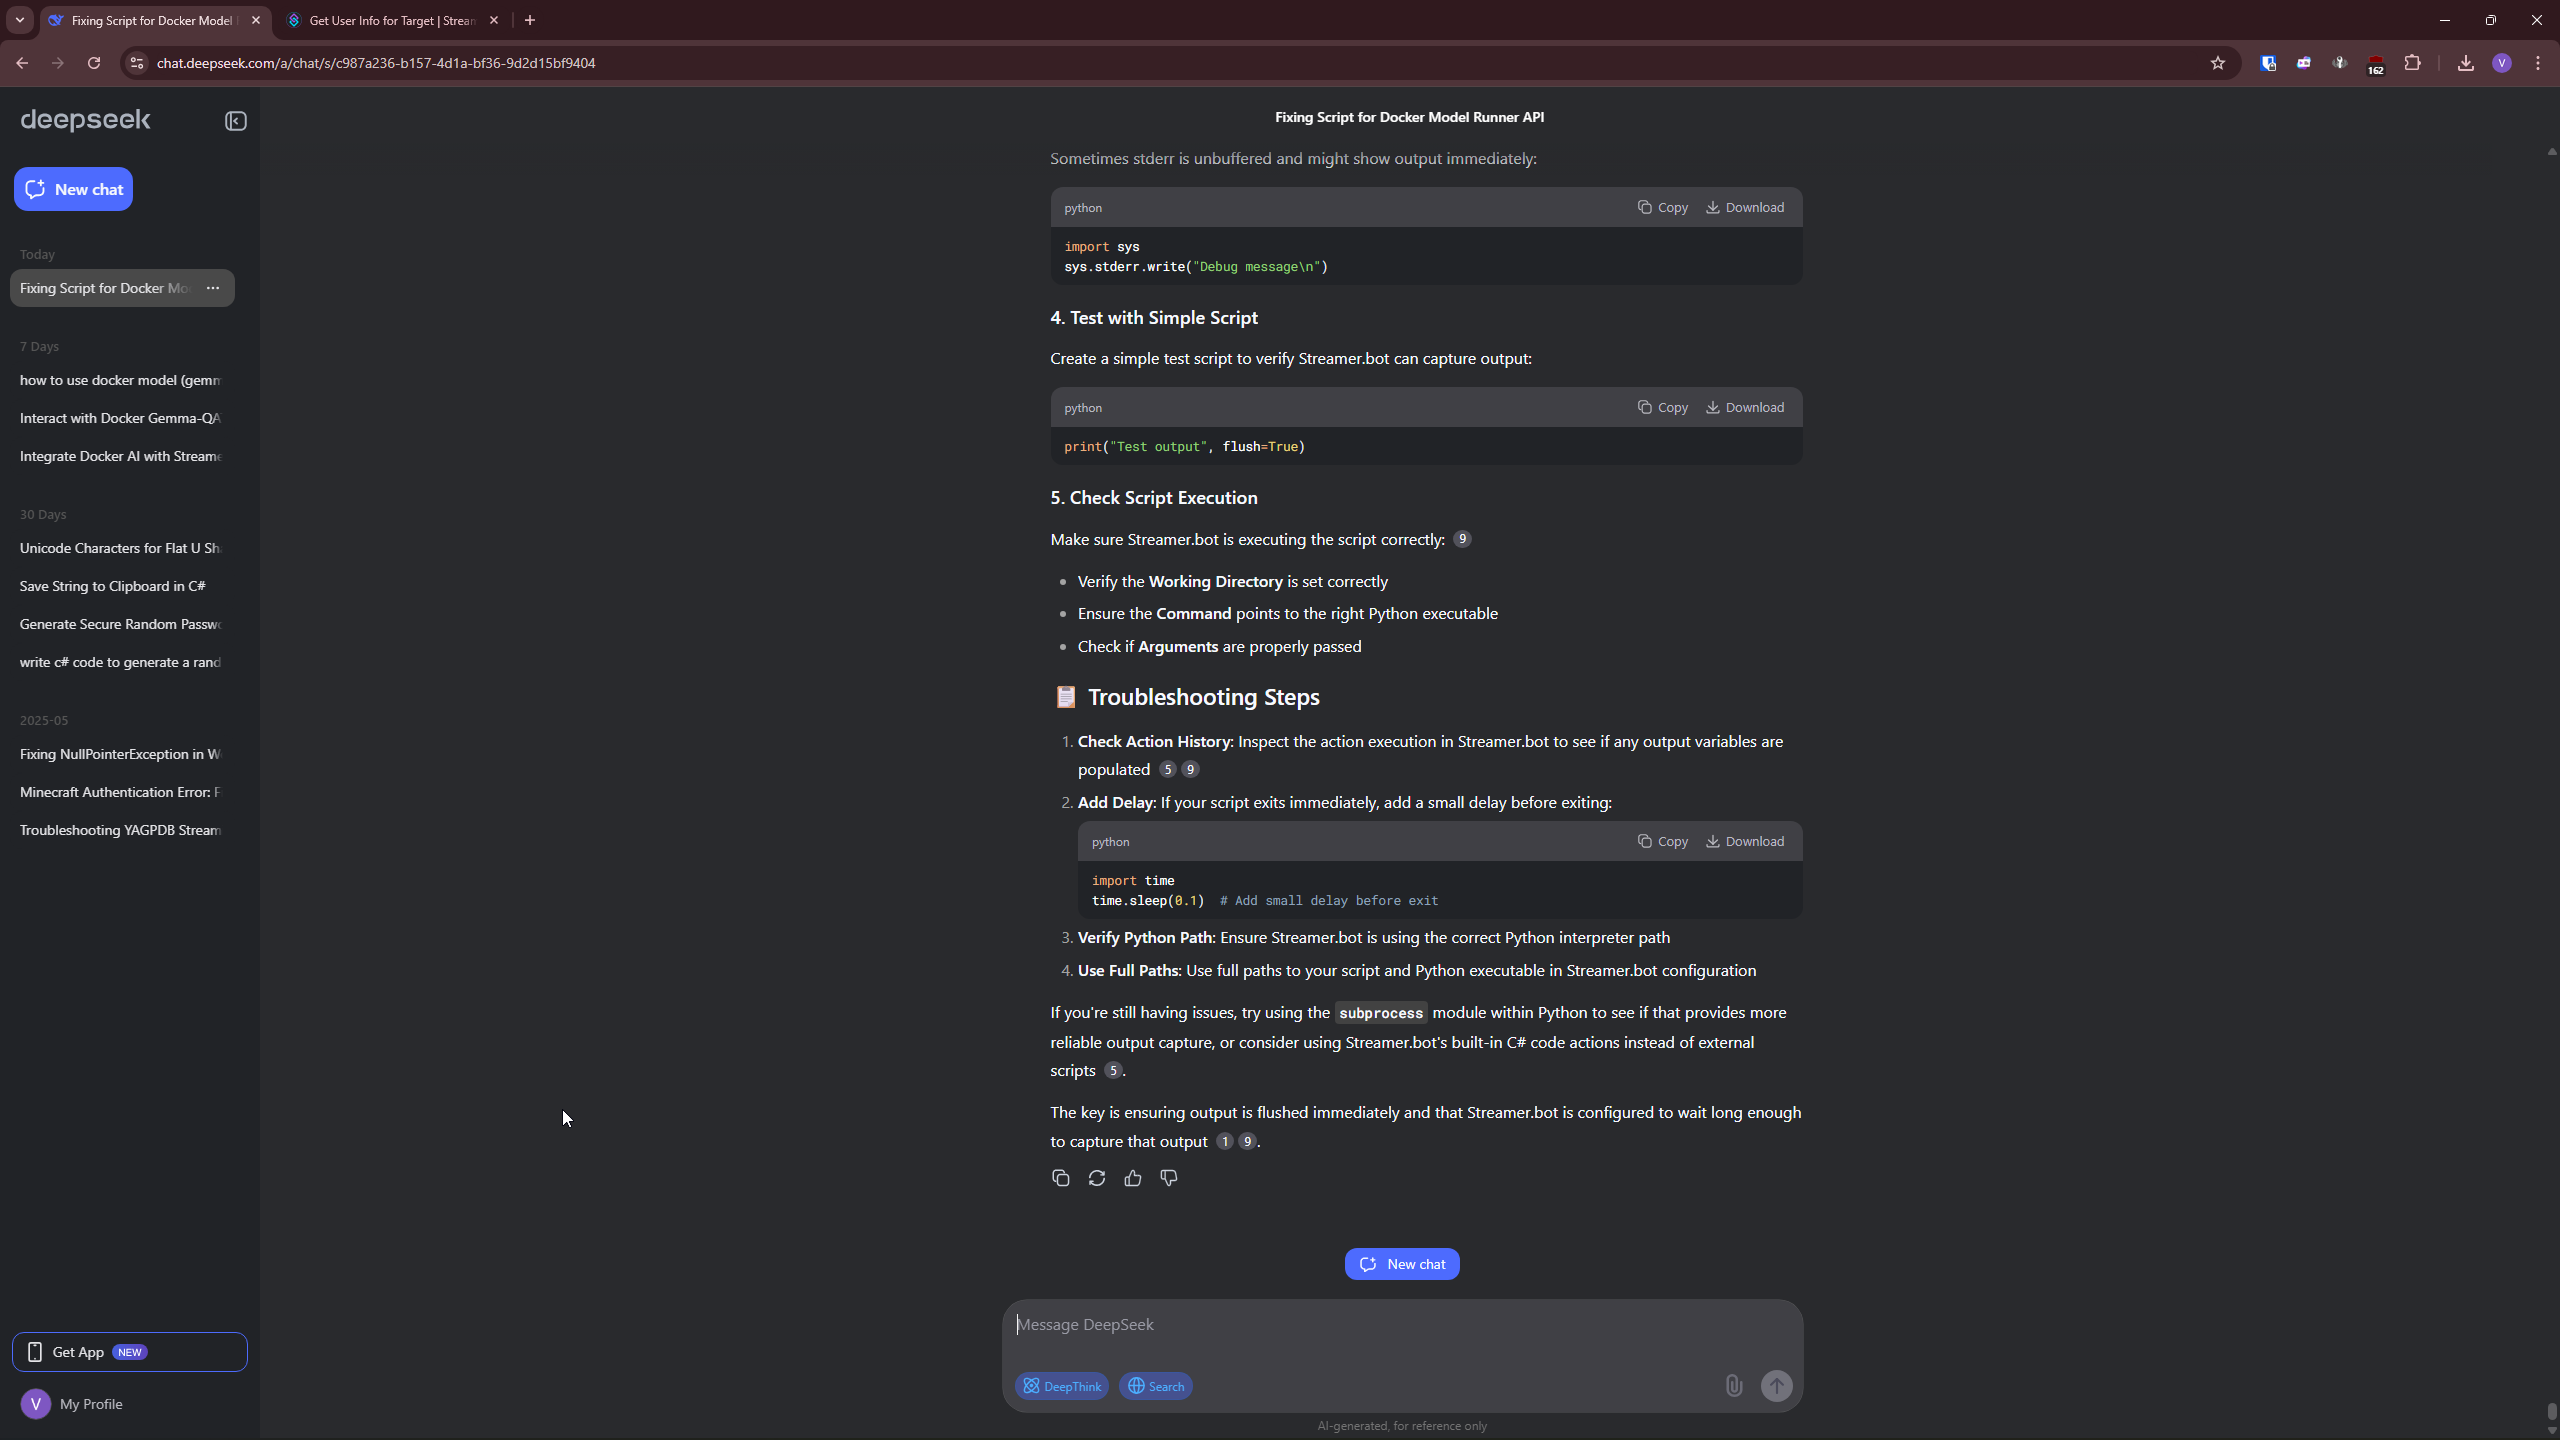 Fixing Script for Docker Model
Get User Info for Target | Stream
chat.deepseek.com/a/chat/s/c987a236-b157-4d1a-bf36-9d2d15bf9404
162
V
deepseek
New chat
Today
Fixing Script for Docker Mo
7 Days
how to use docker model (gemm
Interact with Docker Gemma-QA
Integrate Docker AI with Stream
30 Days
Unicode Characters for Flat U Sh
Save String to Clipboard in C#
Generate Secure Random Passw
write c# code to generate a rand
2025-05
Fixing NullPointerException in W
Minecraft Authentication Error: F
Troubleshooting YAGPDB Stream
Get App NEW
V My Profile
Fixing Script for Docker Model Runner API
Sometimes stderr is unbuffered and might show output immediately:
python Copy Download
import sys
sys.stderr.write("Debug message\n")
4. Test with Simple Script
Create a simple test script to verify Streamer.bot can capture output:
python Copy Download
print("Test output", flush=True)
5. Check Script Execution
Make sure Streamer.bot is executing the script correctly: 9
• Verify the Working Directory is set correctly
• Ensure the Command points to the right Python executable
• Check if Arguments are properly passed
📋 Troubleshooting Steps
1. Check Action History: Inspect the action execution in Streamer.bot to see if any output variables are
populated 5 9
2. Add Delay: If your script exits immediately, add a small delay before exiting:
python Copy Download
import time
time.sleep(0.1) # Add small delay before exit
3. Verify Python Path: Ensure Streamer.bot is using the correct Python interpreter path
4. Use Full Paths: Use full paths to your script and Python executable in Streamer.bot configuration
If you're still having issues, try using the subprocess module within Python to see if that provides more
reliable output capture, or consider using Streamer.bot's built-in C# code actions instead of external
scripts 5.
The key is ensuring output is flushed immediately and that Streamer.bot is configured to wait long enough
to capture that output 1 9.
New chat
Message DeepSeek
DeepThink Search
AI-generated, for reference only